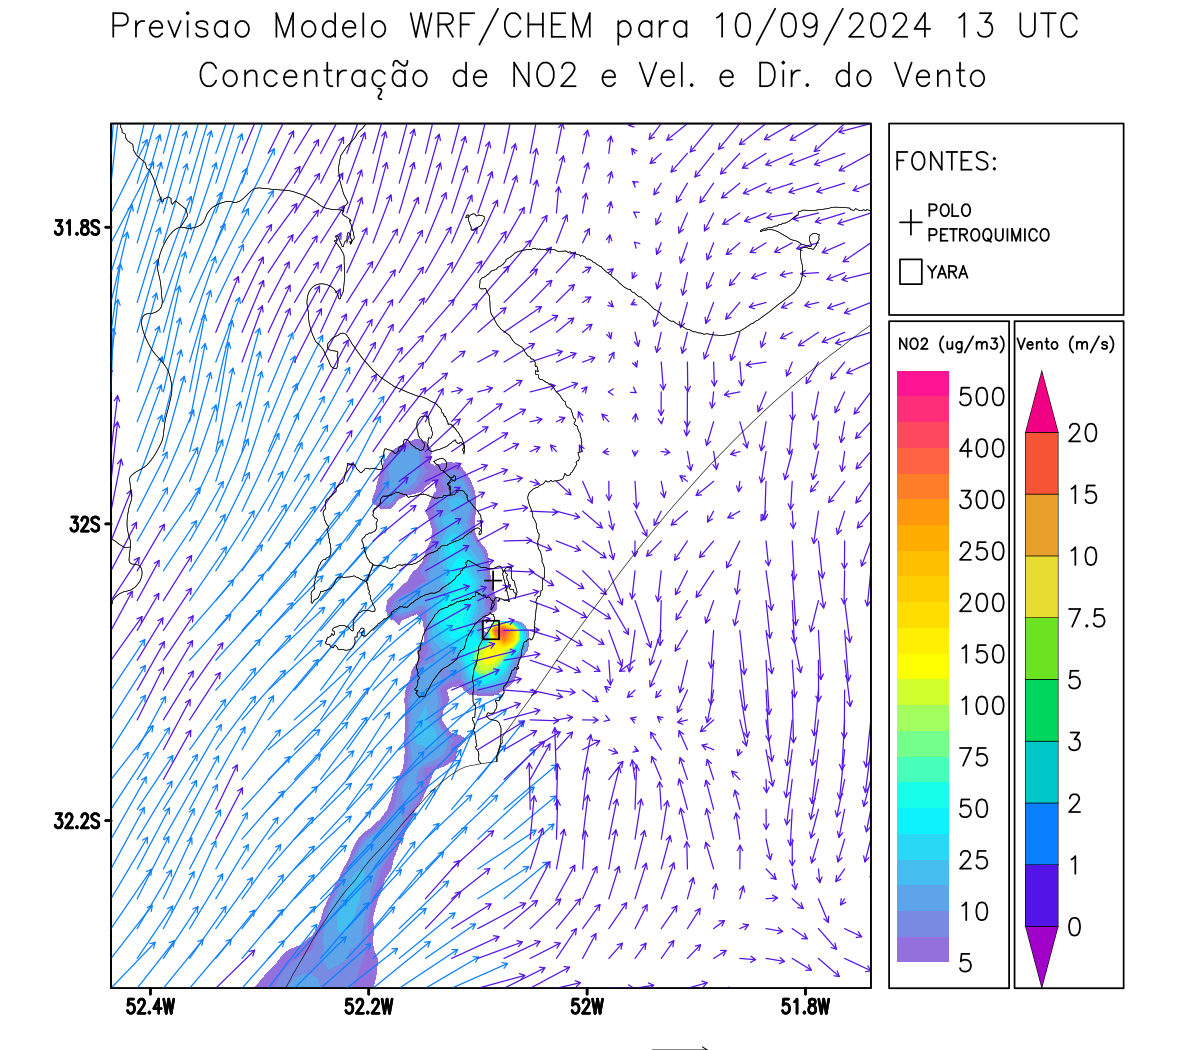 Previsao Modelo WRF/CHEM para 10/09/2024 13 UTC
Concentração de NO2 e Vel. e Dir. do Vento
FONTES:
POLO
PETROQUIMICO
YARA
NO2 (ug/m3)
500
400
300
250
200
150
100
75
50
25
10
5
Vento (m/s)
20
15
10
7.5
5
3
2
1
0
31.8S
32S
32.2S
52.4W
52.2W
52W
51.8W